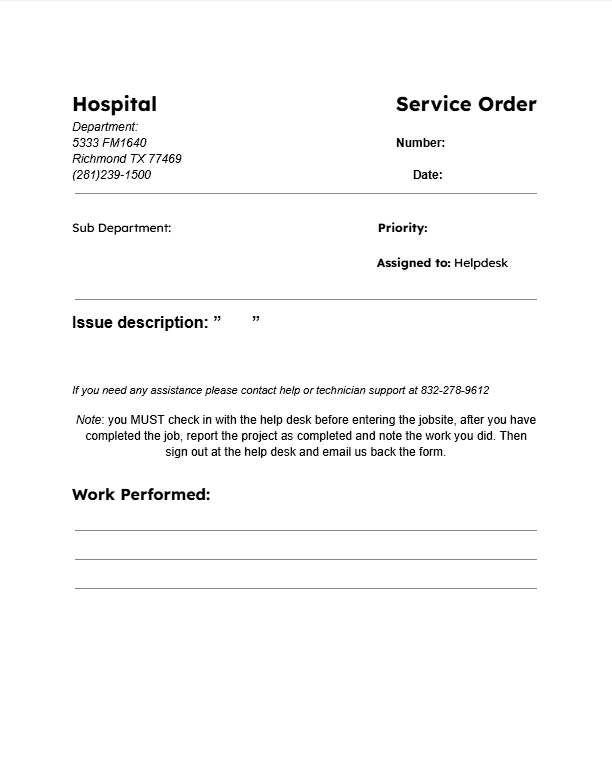 Hospital
Service Order
Department:
5333 FM1640
Number:
Richmond TX 77469
(281)239-1500
Date:
Sub Department:
Priority:
Assigned to: Helpdesk
Issue description: ” ”
If you need any assistance please contact help or technician support at 832-278-9612
Note: you MUST check in with the help desk before entering the jobsite, after you have
completed the job, report the project as completed and note the work you did. Then
sign out at the help desk and email us back the form.
Work Performed: